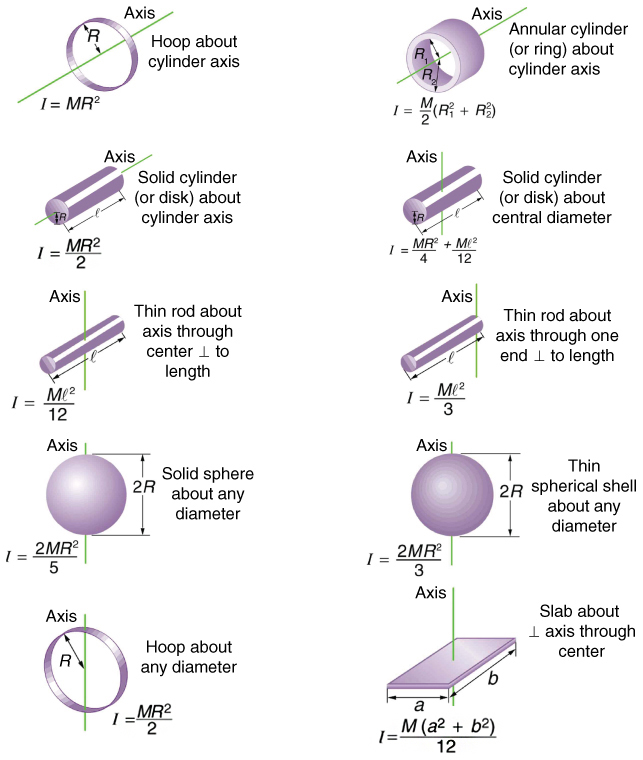 Axis
R
Hoop about
cylinder axis
I = MR²
Axis
R₁
R₂
Annular cylinder
(or ring) about
cylinder axis
I = M/2 (R₁² + R₂²)
Axis
R
ℓ
Solid cylinder
(or disk) about
cylinder axis
I = MR²/2
Axis
R
ℓ
Solid cylinder
(or disk) about
central diameter
I = MR²/4 + Mℓ²/12
Axis
ℓ
Thin rod about
axis through
center ⊥ to
length
I = Mℓ²/12
Axis
ℓ
Thin rod about
axis through one
end ⊥ to length
I = Mℓ²/3
Axis
2R
Solid sphere
about any
diameter
I = 2MR²/5
Axis
2R
Thin
spherical shell
about any
diameter
I = 2MR²/3
Axis
R
Hoop about
any diameter
I = MR²/2
Axis
a
b
Slab about
⊥ axis through
center
I = M (a² + b²)/12